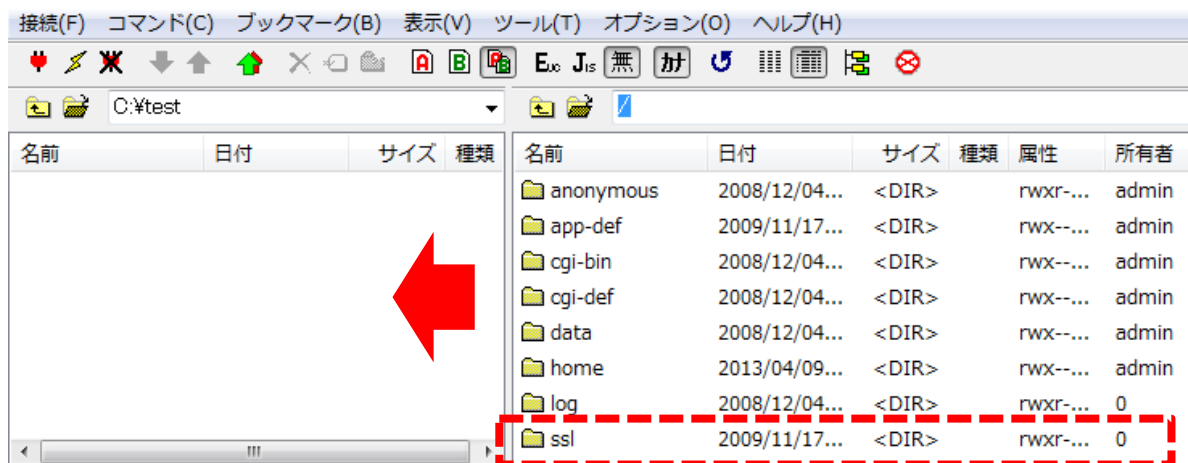 接続(F) コマンド(C) ブックマーク(B) 表示(V) ツール(T) オプション(O) ヘルプ(H)
A B Euc Jis 無 カナ
C:¥test /
名前 日付 サイズ 種類 名前 日付 サイズ 種類 属性 所有者
anonymous 2008/12/04... <DIR> rwxr-... admin
app-def 2009/11/17... <DIR> rwx--... admin
cgi-bin 2008/12/04... <DIR> rwx--... admin
cgi-def 2008/12/04... <DIR> rwx--... admin
data 2008/12/04... <DIR> rwx--... admin
home 2013/04/09... <DIR> rwx--... admin
log 2008/12/04... <DIR> rwxr-... 0
ssl 2009/11/17... <DIR> rwxr-... 0